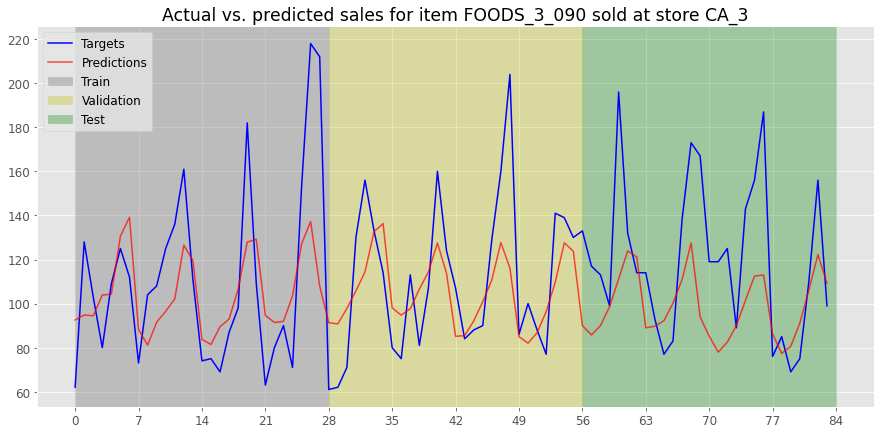 Actual vs. predicted sales for item FOODS_3_090 sold at store CA_3
220
200
180
160
140
120
100
80
60
Targets
Predictions
Train
Validation
Test
0 7 14 21 28 35 42 49 56 63 70 77 84